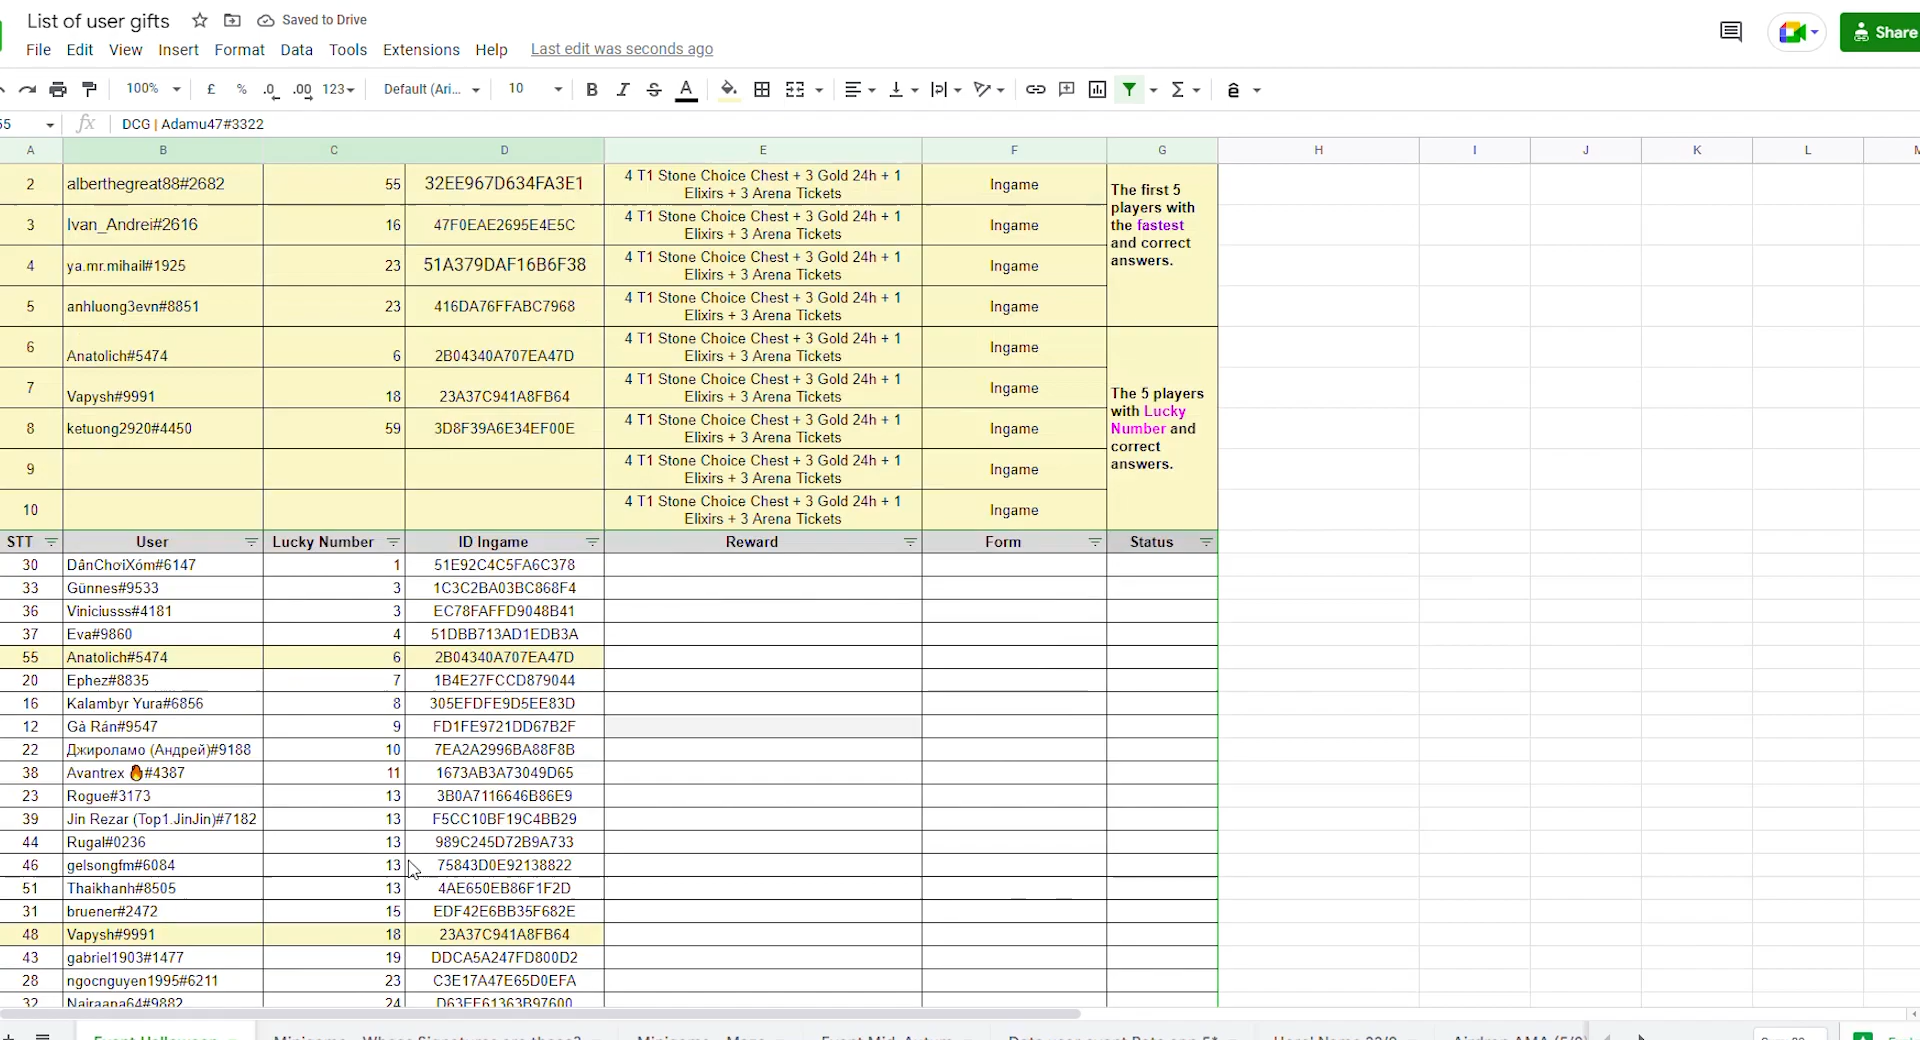 List of user gifts Saved to Drive
File Edit View Insert Format Data Tools Extensions Help Last edit was seconds ago
Share
100% £ % .0 .00 123 Default (Ari... 10 B I S A
55 fx DCG | Adamu47#3322
A B C D E F G H I J K L M
2 alberthegreat88#2682 55 32EE967D634FA3E1 4 T1 Stone Choice Chest + 3 Gold 24h + 1 Ingame
Elixirs + 3 Arena Tickets
3 Ivan_Andrei#2616 16 47F0EAE2695E4E5C 4 T1 Stone Choice Chest + 3 Gold 24h + 1 Ingame
Elixirs + 3 Arena Tickets
4 ya.mr.mihail#1925 23 51A379DAF16B6F38 4 T1 Stone Choice Chest + 3 Gold 24h + 1 Ingame
Elixirs + 3 Arena Tickets
5 anhluong3evn#8851 23 416DA76FFABC7968 4 T1 Stone Choice Chest + 3 Gold 24h + 1 Ingame
Elixirs + 3 Arena Tickets
The first 5
players with
the fastest
and correct
answers.
6 Anatolich#5474 6 2B04340A707EA47D 4 T1 Stone Choice Chest + 3 Gold 24h + 1 Ingame
Elixirs + 3 Arena Tickets
7 Vapysh#9991 18 23A37C941A8FB64 4 T1 Stone Choice Chest + 3 Gold 24h + 1 Ingame
Elixirs + 3 Arena Tickets
8 ketuong2920#4450 59 3D8F39A6E34EF00E 4 T1 Stone Choice Chest + 3 Gold 24h + 1 Ingame
Elixirs + 3 Arena Tickets
9 4 T1 Stone Choice Chest + 3 Gold 24h + 1 Ingame
Elixirs + 3 Arena Tickets
10 4 T1 Stone Choice Chest + 3 Gold 24h + 1 Ingame
Elixirs + 3 Arena Tickets
The 5 players
with Lucky
Number and
correct
answers.
STT User Lucky Number ID Ingame Reward Form Status
30 DânChơiXóm#6147 1 51E92C4C5FA6C378
33 Günnes#9533 3 1C3C2BA03BC868F4
36 Viniciusss#4181 3 EC78FAFFD9048B41
37 Eva#9860 4 51DBB713AD1EDB3A
55 Anatolich#5474 6 2B04340A707EA47D
20 Ephez#8835 7 1B4E27FCCD879044
16 Kalambyr Yura#6856 8 305EFDFE9D5EE83D
12 Gà Rán#9547 9 FD1FE9721DD67B2F
22 Джироламо (Андрей)#9188 10 7EA2A2996BA88F8B
38 Avantrex 🔥#4387 11 1673AB3A73049D65
23 Rogue#3173 13 3B0A7116646B86E9
39 Jin Rezar (Top1.JinJin)#7182 13 F5CC10BF19C4BB29
44 Rugal#0236 13 989C245D72B9A733
46 gelsongfm#6084 13 75843D0E92138822
51 Thaikhanh#8505 13 4AE650EB86F1F2D
31 bruener#2472 15 EDF42E6BB35F682E
48 Vapysh#9991 18 23A37C941A8FB64
43 gabriel1903#1477 19 DDCA5A247FD800D2
28 ngocnguyen1995#6211 23 C3E17A47E65D0EFA
32 Nairaana64#9882 24 D63EE61363B97600
Event Halloween